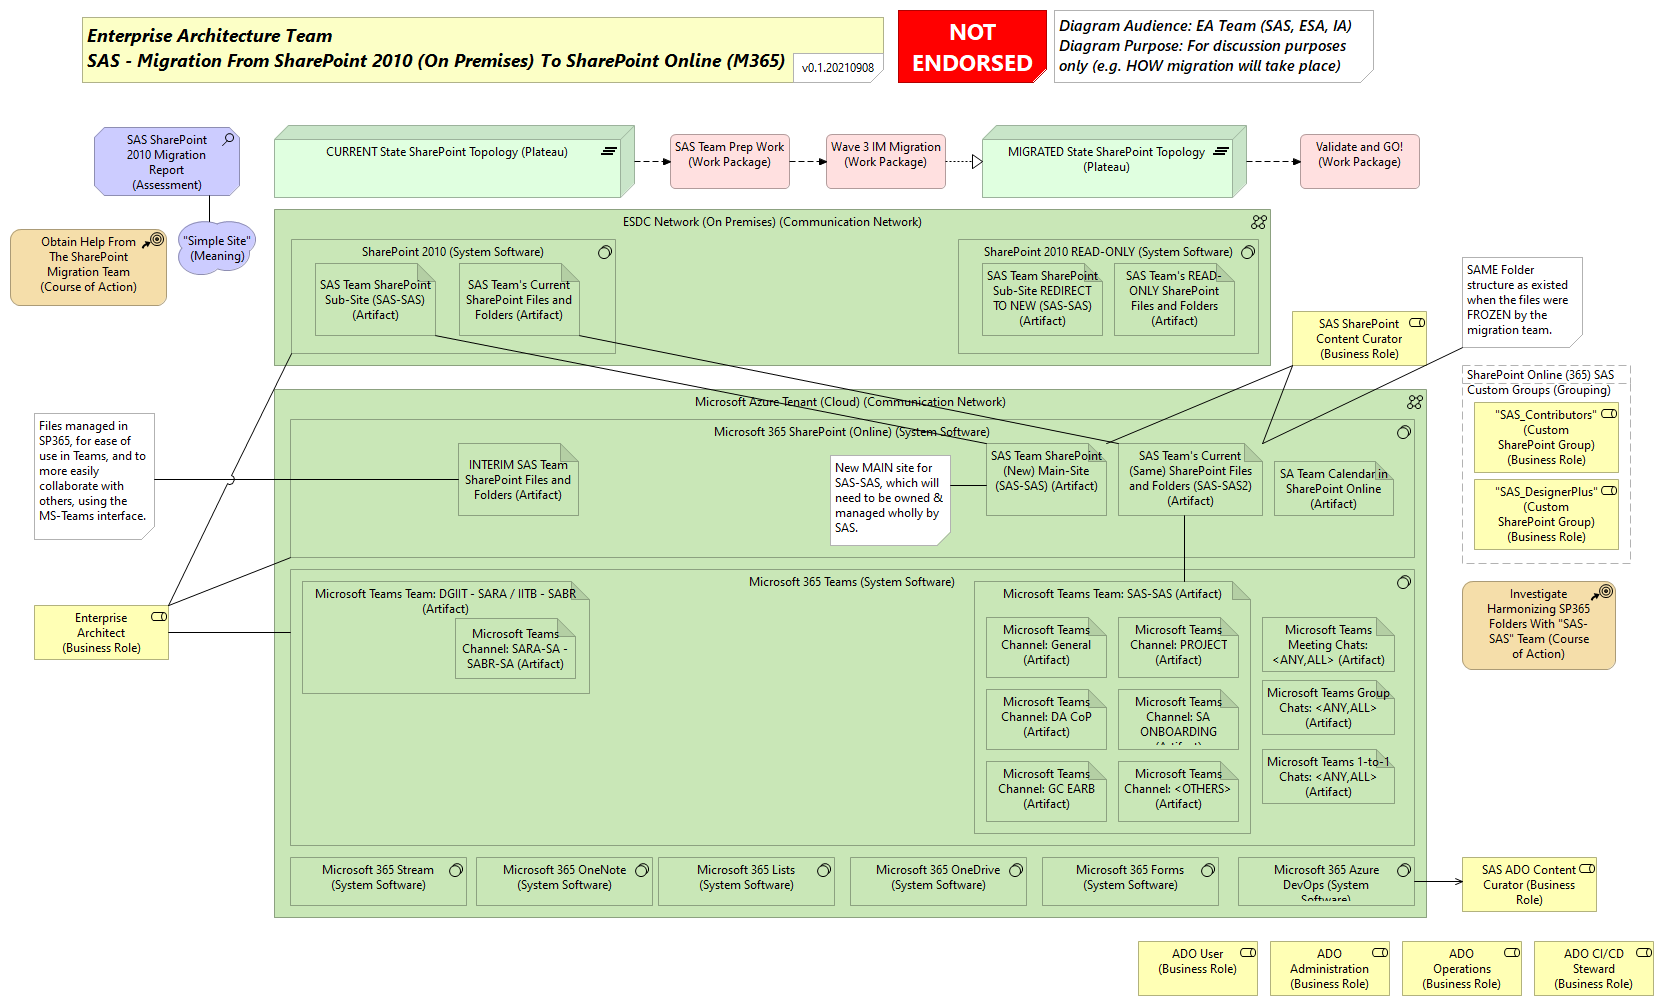 Enterprise Architecture Team
SAS - Migration From SharePoint 2010 (On Premises) To SharePoint Online (M365)
v0.1.20210908
NOT
ENDORSED
Diagram Audience: EA Team (SAS, ESA, IA)
Diagram Purpose: For discussion purposes
only (e.g. HOW migration will take place)
SAS SharePoint
2010 Migration
Report
(Assessment)
"Simple Site"
(Meaning)
Obtain Help From
The SharePoint
Migration Team
(Course of Action)
CURRENT State SharePoint Topology (Plateau)
SAS Team Prep Work
(Work Package)
Wave 3 IM Migration
(Work Package)
MIGRATED State SharePoint Topology
(Plateau)
Validate and GO!
(Work Package)
ESDC Network (On Premises) (Communication Network)
SharePoint 2010 (System Software)
SAS Team SharePoint
Sub-Site (SAS-SAS)
(Artifact)
SAS Team's Current
SharePoint Files and
Folders (Artifact)
SharePoint 2010 READ-ONLY (System Software)
SAS Team SharePoint
Sub-Site REDIRECT
TO NEW (SAS-SAS)
(Artifact)
SAS Team's READ-
ONLY SharePoint
Files and Folders
(Artifact)
SAS SharePoint
Content Curator
(Business Role)
SAME Folder
structure as existed
when the files were
FROZEN by the
migration team.
SharePoint Online (365) SAS
Custom Groups (Grouping)
"SAS_Contributors"
(Custom
SharePoint Group)
(Business Role)
"SAS_DesignerPlus"
(Custom
SharePoint Group)
(Business Role)
Microsoft Azure Tenant (Cloud) (Communication Network)
Microsoft 365 SharePoint (Online) (System Software)
Files managed in
SP365, for ease of
use in Teams, and to
more easily
collaborate with
others, using the
MS-Teams interface.
INTERIM SAS Team
SharePoint Files and
Folders (Artifact)
New MAIN site for
SAS-SAS, which will
need to be owned &
managed wholly by
SAS.
SAS Team SharePoint
(New) Main-Site
(SAS-SAS) (Artifact)
SAS Team's Current
(Same) SharePoint Files
and Folders (SAS-SAS2)
(Artifact)
SA Team Calendar in
SharePoint Online
(Artifact)
Enterprise
Architect
(Business Role)
Microsoft 365 Teams (System Software)
Microsoft Teams Team: DGIIT - SARA / IITB - SABR
(Artifact)
Microsoft Teams
Channel: SARA-SA -
SABR-SA (Artifact)
Microsoft Teams Team: SAS-SAS (Artifact)
Microsoft Teams
Channel: General
(Artifact)
Microsoft Teams
Channel: PROJECT
(Artifact)
Microsoft Teams
Channel: DA CoP
(Artifact)
Microsoft Teams
Channel: SA
ONBOARDING
(Artifact)
Microsoft Teams
Channel: GC EARB
(Artifact)
Microsoft Teams
Channel: <OTHERS>
(Artifact)
Microsoft Teams
Meeting Chats:
<ANY,ALL> (Artifact)
Microsoft Teams Group
Chats: <ANY,ALL>
(Artifact)
Microsoft Teams 1-to-1
Chats: <ANY,ALL>
(Artifact)
Investigate
Harmonizing SP365
Folders With "SAS-
SAS" Team (Course
of Action)
Microsoft 365 Stream
(System Software)
Microsoft 365 OneNote
(System Software)
Microsoft 365 Lists
(System Software)
Microsoft 365 OneDrive
(System Software)
Microsoft 365 Forms
(System Software)
Microsoft 365 Azure
DevOps (System
Software)
SAS ADO Content
Curator (Business
Role)
ADO User
(Business Role)
ADO
Administration
(Business Role)
ADO
Operations
(Business Role)
ADO CI/CD
Steward
(Business Role)